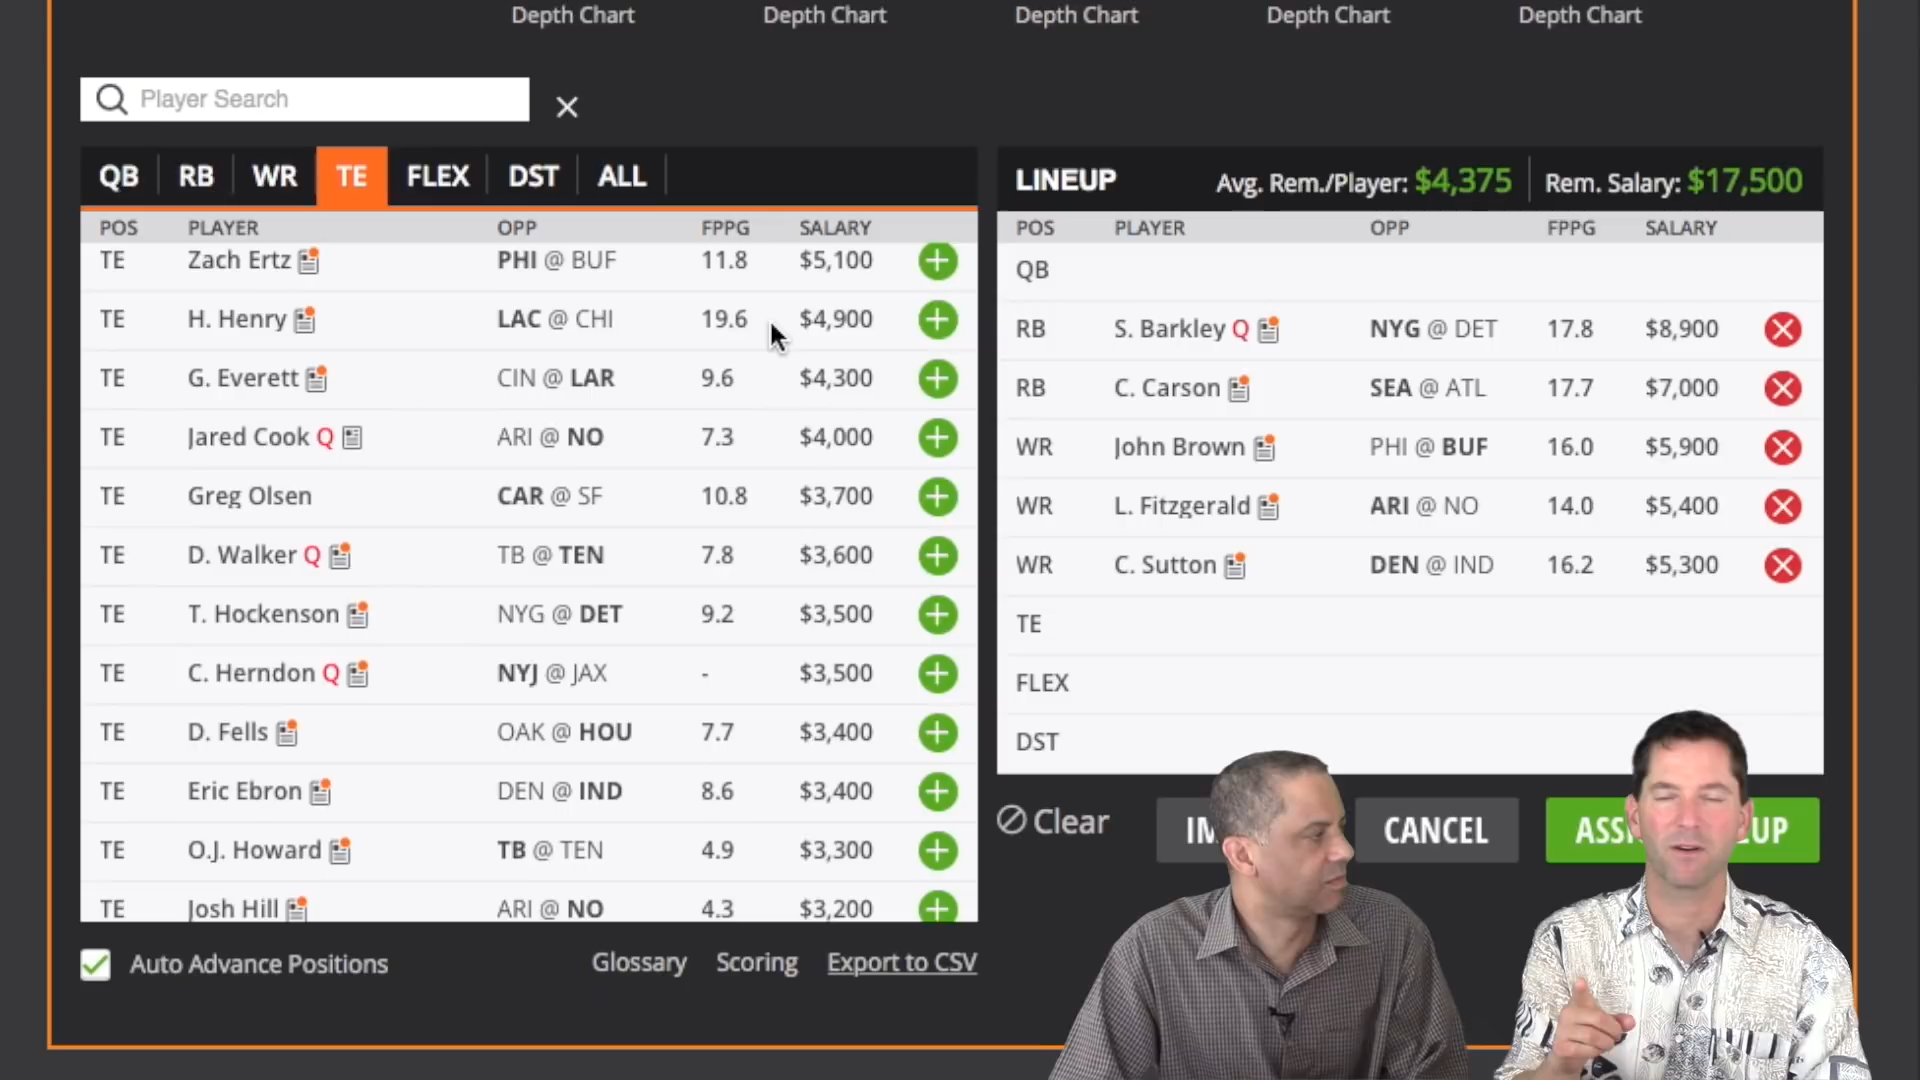 Depth Chart Depth Chart Depth Chart Depth Chart Depth Chart
Player Search
QB RB WR TE FLEX DST ALL
POS PLAYER OPP FPPG SALARY
TE Zach Ertz PHI @ BUF 11.8 $5,100
TE H. Henry LAC @ CHI 19.6 $4,900
TE G. Everett CIN @ LAR 9.6 $4,300
TE Jared Cook Q ARI @ NO 7.3 $4,000
TE Greg Olsen CAR @ SF 10.8 $3,700
TE D. Walker Q TB @ TEN 7.8 $3,600
TE T. Hockenson NYG @ DET 9.2 $3,500
TE C. Herndon Q NYJ @ JAX - $3,500
TE D. Fells OAK @ HOU 7.7 $3,400
TE Eric Ebron DEN @ IND 8.6 $3,400
TE O.J. Howard TB @ TEN 4.9 $3,300
TE Josh Hill ARI @ NO 4.3 $3,200
Auto Advance Positions Glossary Scoring Export to CSV
LINEUP Avg. Rem./Player: $4,375 Rem. Salary: $17,500
POS PLAYER OPP FPPG SALARY
QB
RB S. Barkley Q NYG @ DET 17.8 $8,900
RB C. Carson SEA @ ATL 17.7 $7,000
WR John Brown PHI @ BUF 16.0 $5,900
WR L. Fitzgerald ARI @ NO 14.0 $5,400
WR C. Sutton DEN @ IND 16.2 $5,300
TE
FLEX
DST
Clear CANCEL